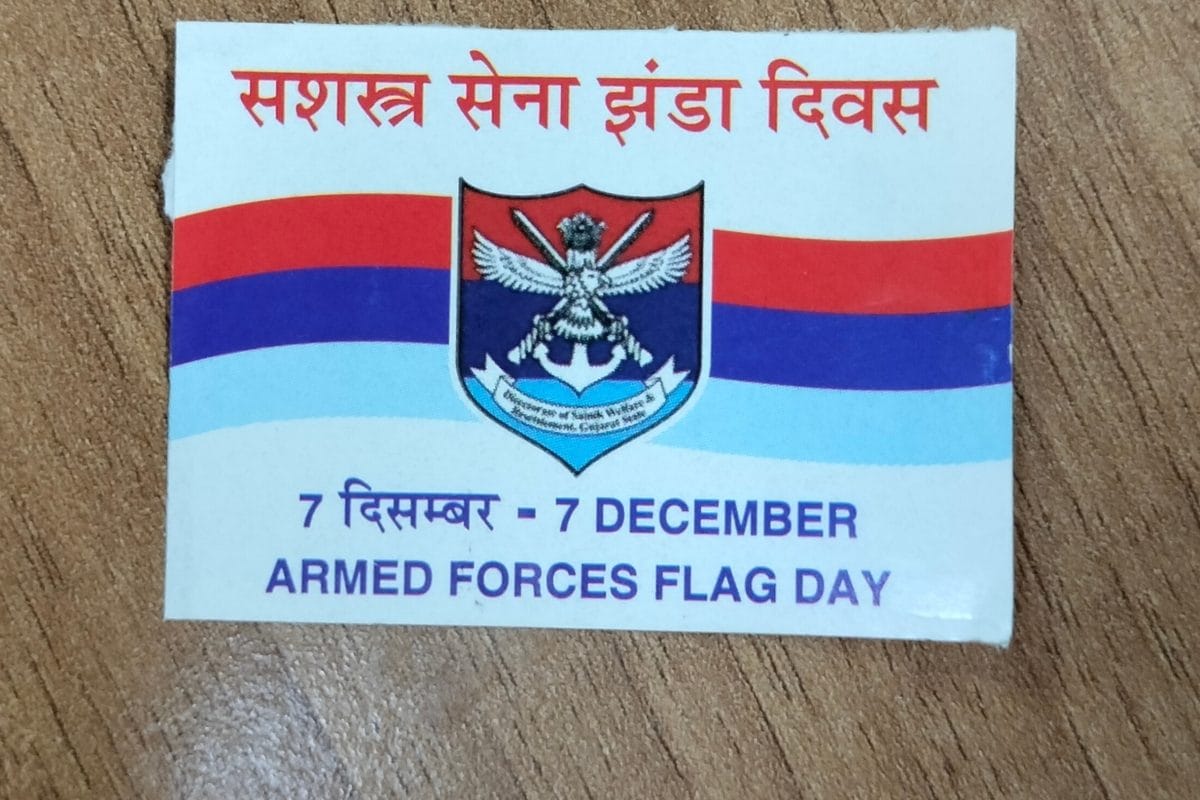 सशस्त्र सेना झंडा दिवस
Directorate of Sainik Welfare &
Resettlement, Gujarat State
7 दिसम्बर - 7 DECEMBER
ARMED FORCES FLAG DAY